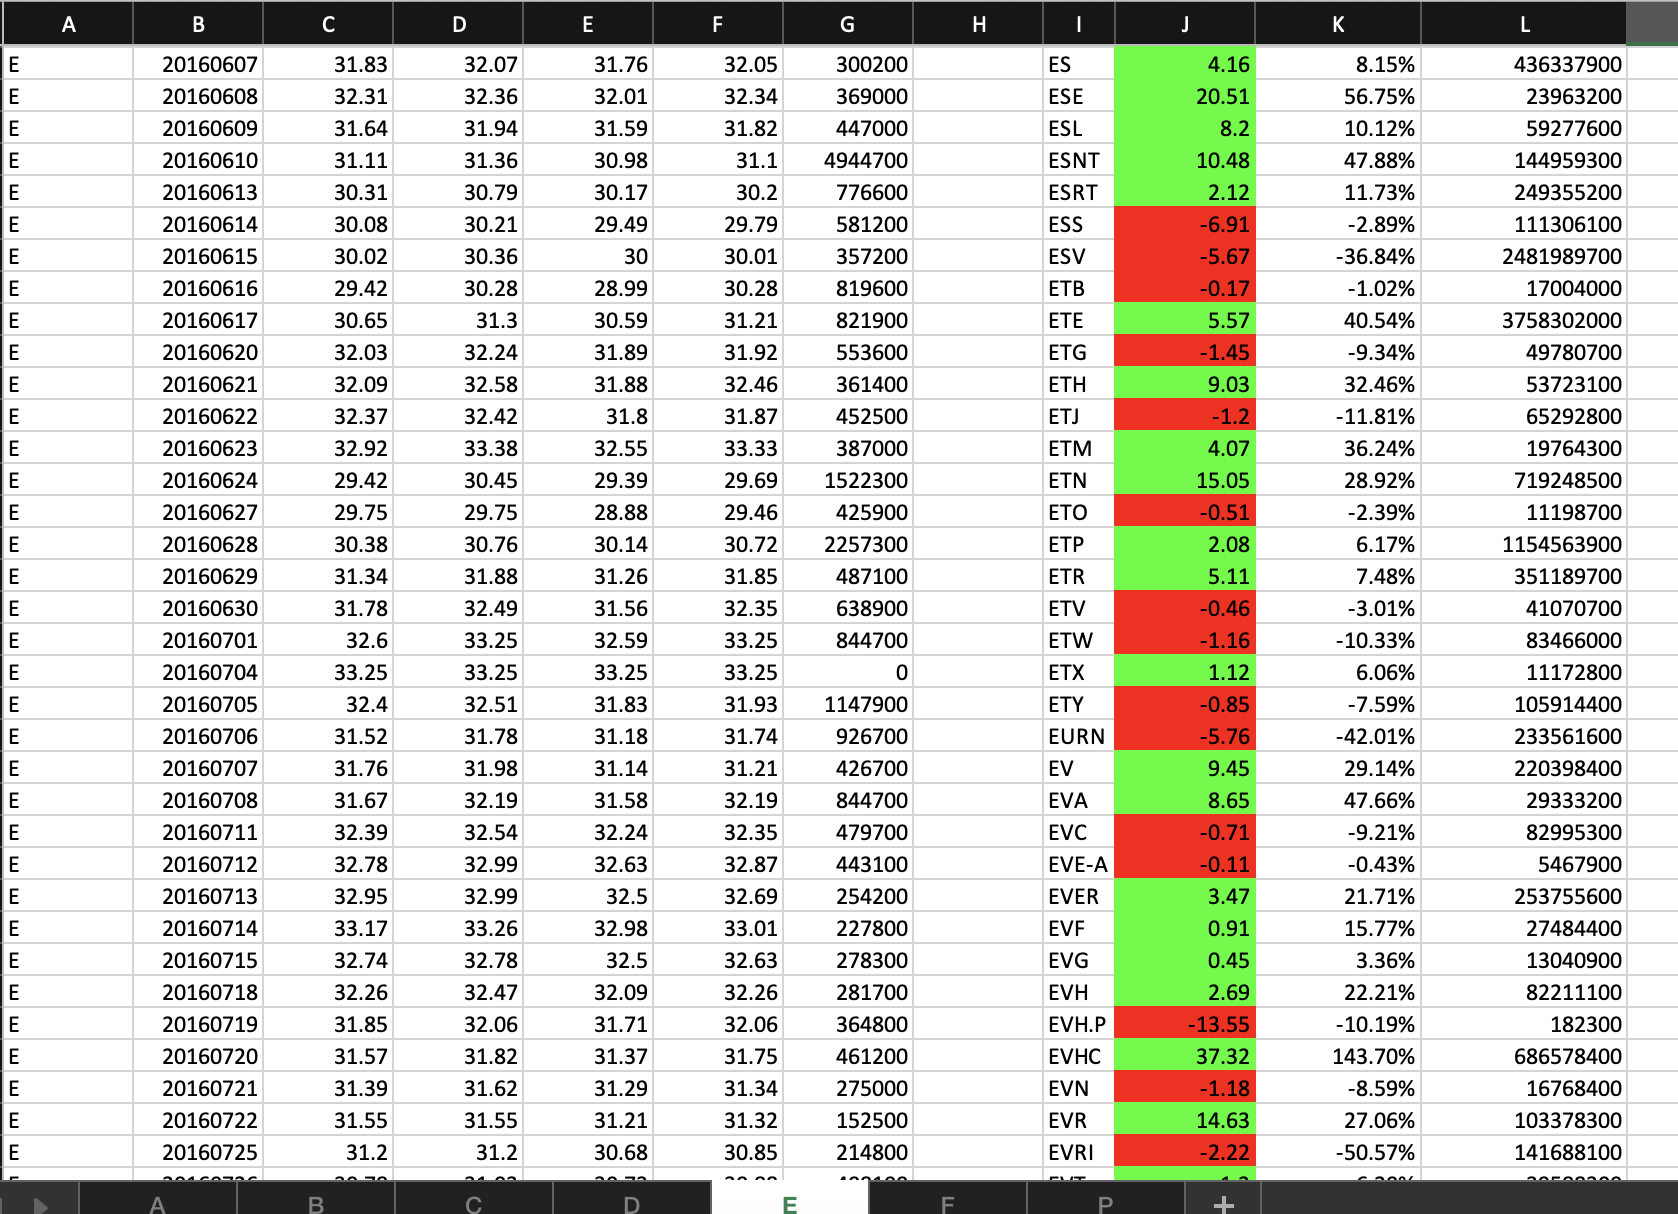 A B C D E F G H I J K L
E 20160607 31.83 32.07 31.76 32.05 300200 ES 4.16 8.15% 436337900
E 20160608 32.31 32.36 32.01 32.34 369000 ESE 20.51 56.75% 23963200
E 20160609 31.64 31.94 31.59 31.82 447000 ESL 8.2 10.12% 59277600
E 20160610 31.11 31.36 30.98 31.1 4944700 ESNT 10.48 47.88% 144959300
E 20160613 30.31 30.79 30.17 30.2 776600 ESRT 2.12 11.73% 249355200
E 20160614 30.08 30.21 29.49 29.79 581200 ESS -6.91 -2.89% 111306100
E 20160615 30.02 30.36 30 30.01 357200 ESV -5.67 -36.84% 2481989700
E 20160616 29.42 30.28 28.99 30.28 819600 ETB -0.17 -1.02% 17004000
E 20160617 30.65 31.3 30.59 31.21 821900 ETE 5.57 40.54% 3758302000
E 20160620 32.03 32.24 31.89 31.92 553600 ETG -1.45 -9.34% 49780700
E 20160621 32.09 32.58 31.88 32.46 361400 ETH 9.03 32.46% 53723100
E 20160622 32.37 32.42 31.8 31.87 452500 ETJ -1.2 -11.81% 65292800
E 20160623 32.92 33.38 32.55 33.33 387000 ETM 4.07 36.24% 19764300
E 20160624 29.42 30.45 29.39 29.69 1522300 ETN 15.05 28.92% 719248500
E 20160627 29.75 29.75 28.88 29.46 425900 ETO -0.51 -2.39% 11198700
E 20160628 30.38 30.76 30.14 30.72 2257300 ETP 2.08 6.17% 1154563900
E 20160629 31.34 31.88 31.26 31.85 487100 ETR 5.11 7.48% 351189700
E 20160630 31.78 32.49 31.56 32.35 638900 ETV -0.46 -3.01% 41070700
E 20160701 32.6 33.25 32.59 33.25 844700 ETW -1.16 -10.33% 83466000
E 20160704 33.25 33.25 33.25 33.25 0 ETX 1.12 6.06% 11172800
E 20160705 32.4 32.51 31.83 31.93 1147900 ETY -0.85 -7.59% 105914400
E 20160706 31.52 31.78 31.18 31.74 926700 EURN -5.76 -42.01% 233561600
E 20160707 31.76 31.98 31.14 31.21 426700 EV 9.45 29.14% 220398400
E 20160708 31.67 32.19 31.58 32.19 844700 EVA 8.65 47.66% 29333200
E 20160711 32.39 32.54 32.24 32.35 479700 EVC -0.71 -9.21% 82995300
E 20160712 32.78 32.99 32.63 32.87 443100 EVE-A -0.11 -0.43% 5467900
E 20160713 32.95 32.99 32.5 32.69 254200 EVER 3.47 21.71% 253755600
E 20160714 33.17 33.26 32.98 33.01 227800 EVF 0.91 15.77% 27484400
E 20160715 32.74 32.78 32.5 32.63 278300 EVG 0.45 3.36% 13040900
E 20160718 32.26 32.47 32.09 32.26 281700 EVH 2.69 22.21% 82211100
E 20160719 31.85 32.06 31.71 32.06 364800 EVH.P -13.55 -10.19% 182300
E 20160720 31.57 31.82 31.37 31.75 461200 EVHC 37.32 143.70% 686578400
E 20160721 31.39 31.62 31.29 31.34 275000 EVN -1.18 -8.59% 16768400
E 20160722 31.55 31.55 31.21 31.32 152500 EVR 14.63 27.06% 103378300
E 20160725 31.2 31.2 30.68 30.85 214800 EVRI -2.22 -50.57% 141688100
A B C D E F P +